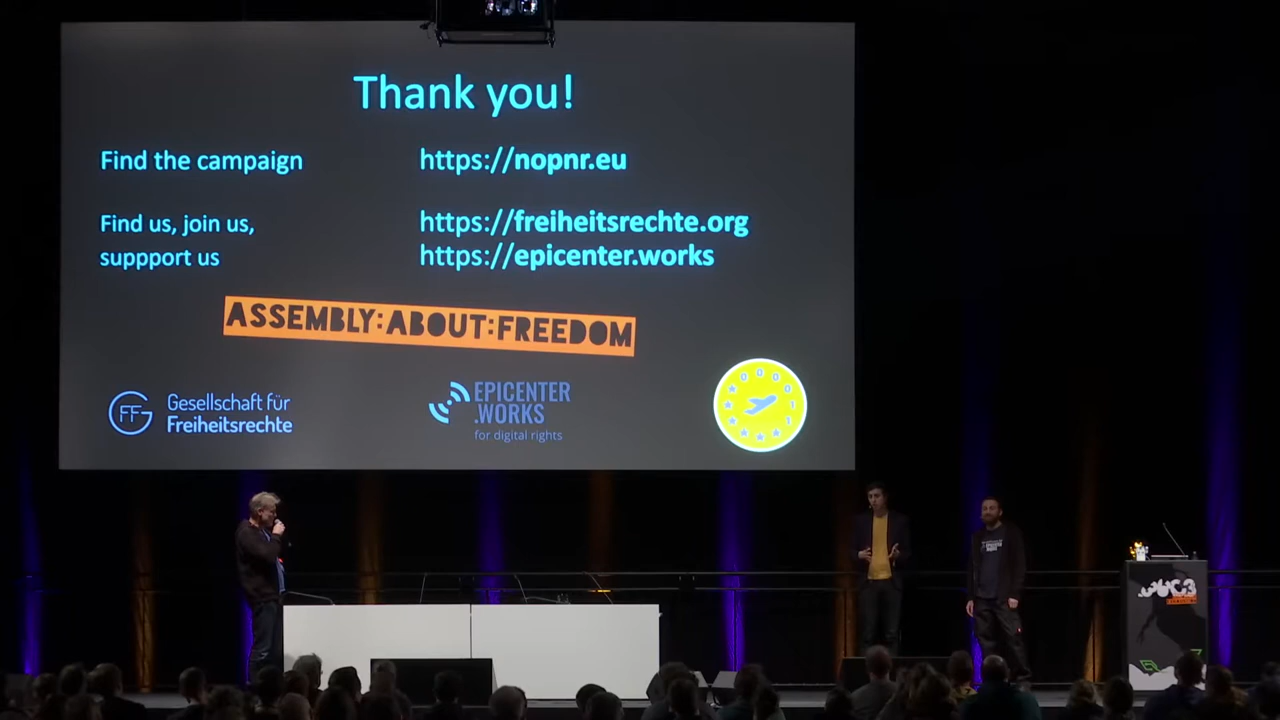 Thank you!
Find the campaign https://nopnr.eu
Find us, join us, https://freiheitsrechte.org
suppport us https://epicenter.works
ASSEMBLY:ABOUT:FREEDOM
GFF Gesellschaft für
Freiheitsrechte
EPICENTER
.WORKS
for digital rights